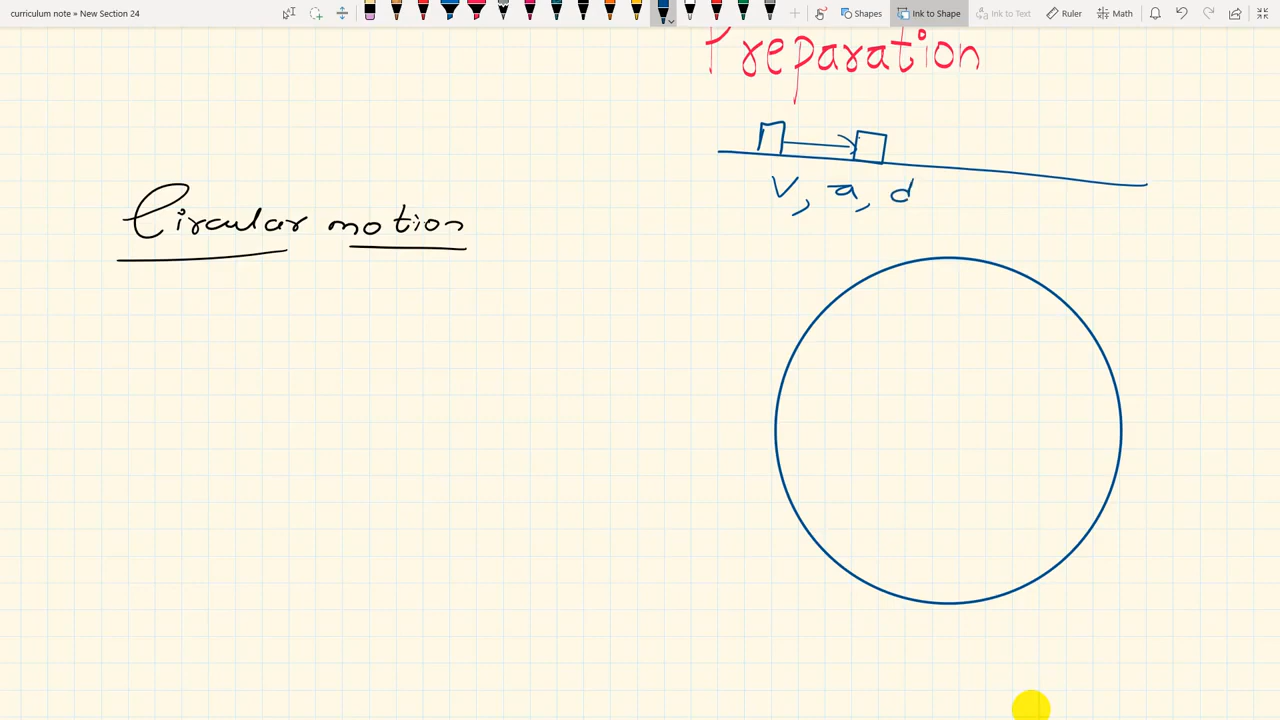 curriculum note » New Section 24
Shapes
Ink to Shape
Ink to Text
Ruler
Math
Preparation
v, a, d
Circular motion